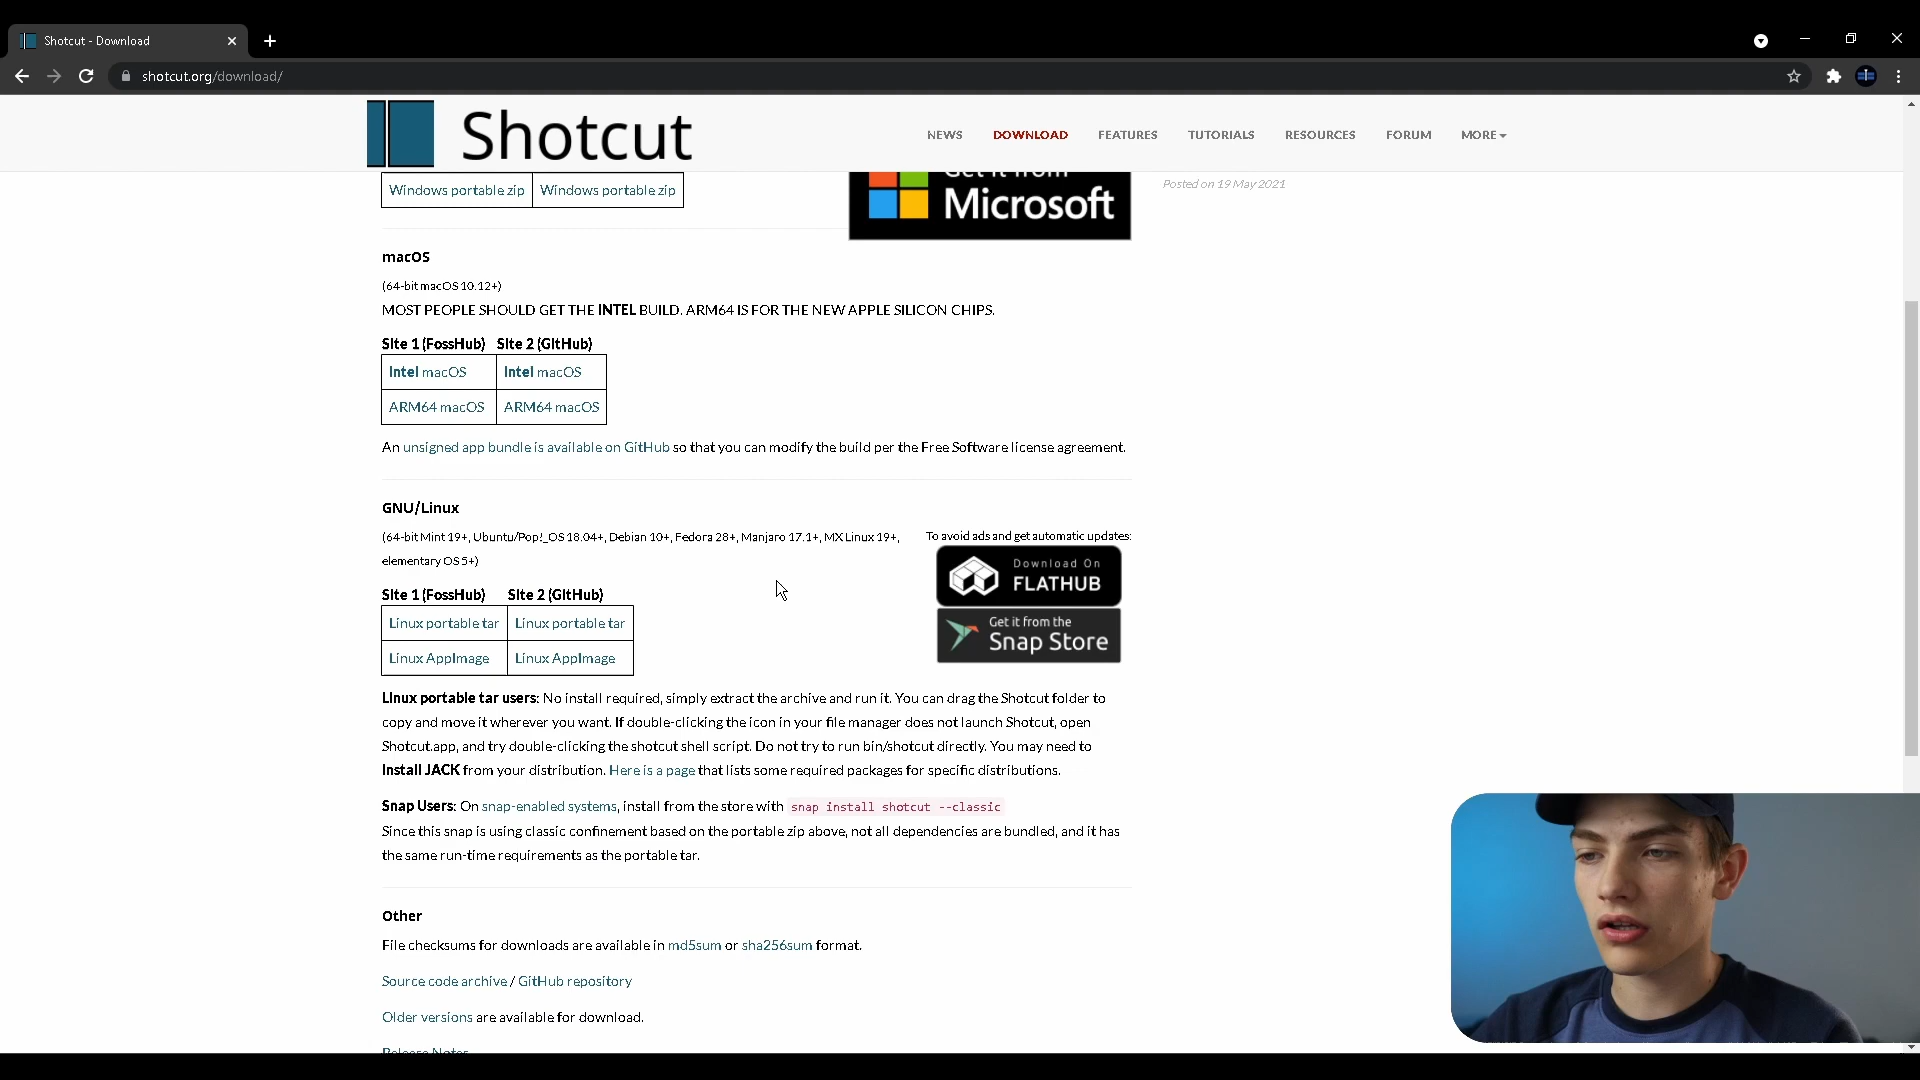 Shotcut - Download
shotcut.org/download/
Shotcut
NEWS DOWNLOAD FEATURES TUTORIALS RESOURCES FORUM MORE
Windows portable zip Windows portable zip
Get it from
Microsoft
Posted on 19 May 2021
macOS
(64-bit macOS 10.12+)
MOST PEOPLE SHOULD GET THE INTEL BUILD. ARM64 IS FOR THE NEW APPLE SILICON CHIPS.
Site 1 (FossHub) Site 2 (GitHub)
Intel macOS Intel macOS
ARM64 macOS ARM64 macOS
An unsigned app bundle is available on GitHub so that you can modify the build per the Free Software license agreement.
GNU/Linux
(64-bit Mint 19+, Ubuntu/Pop!_OS 18.04+, Debian 10+, Fedora 28+, Manjaro 17.1+, MX Linux 19+,
elementary OS 5+)
To avoid ads and get automatic updates:
Download On
FLATHUB
Get it from the
Snap Store
Site 1 (FossHub) Site 2 (GitHub)
Linux portable tar Linux portable tar
Linux AppImage Linux AppImage
Linux portable tar users: No install required, simply extract the archive and run it. You can drag the Shotcut folder to
copy and move it wherever you want. If double-clicking the icon in your file manager does not launch Shotcut, open
Shotcut.app, and try double-clicking the shotcut shell script. Do not try to run bin/shotcut directly. You may need to
install JACK from your distribution. Here is a page that lists some required packages for specific distributions.
Snap Users: On snap-enabled systems, install from the store with snap install shotcut --classic
Since this snap is using classic confinement based on the portable zip above, not all dependencies are bundled, and it has
the same run-time requirements as the portable tar.
Other
File checksums for downloads are available in md5sum or sha256sum format.
Source code archive / GitHub repository
Older versions are available for download.
Release Notes